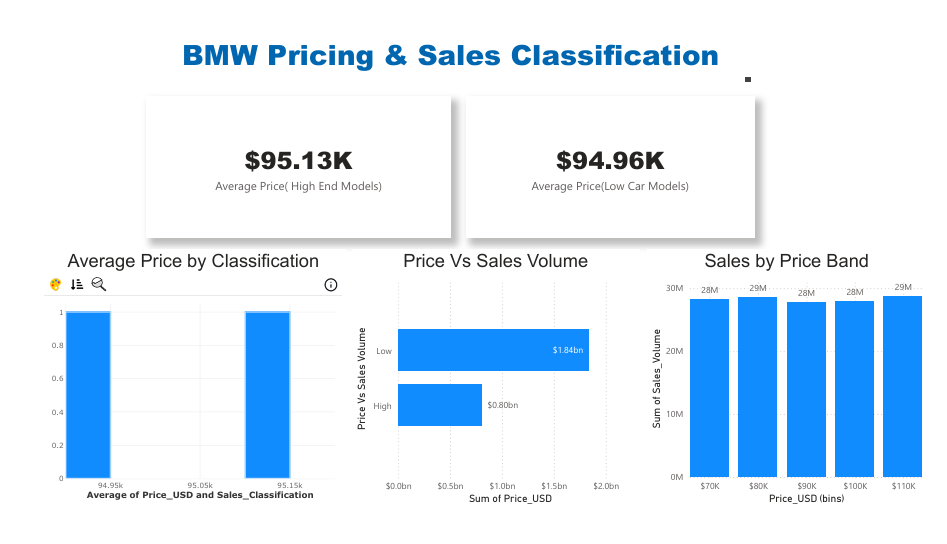 BMW Pricing & Sales Classification
$95.13K
Average Price( High End Models)
$94.96K
Average Price(Low Car Models)
Average Price by Classification
1
0.8
0.6
0.4
0.2
0
94.95k 95.05k 95.15k
Average of Price_USD and Sales_Classification
Price Vs Sales Volume
Price Vs Sales Volume
Low
$1.84bn
High
$0.80bn
$0.0bn $0.5bn $1.0bn $1.5bn $2.0bn
Sum of Price_USD
Sales by Price Band
Sum of Sales_Volume
30M
20M
10M
0M
28M 29M 28M 28M 29M
$70K $80K $90K $100K $110K
Price_USD (bins)